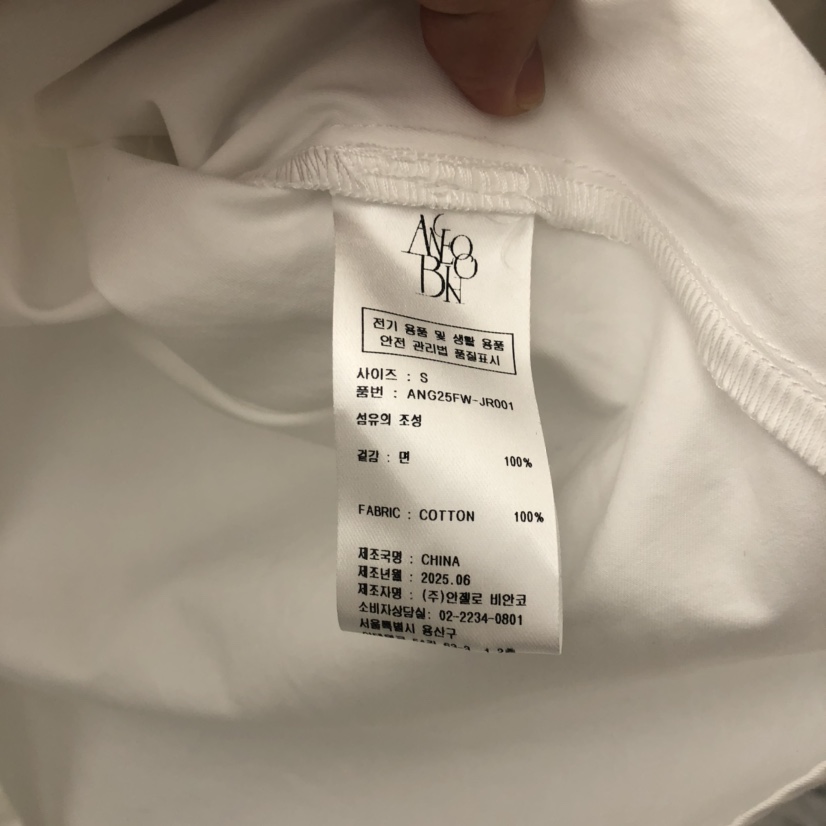 ANGLO
BIN
전기 용품 및 생활 용품
안전 관리법 품질표시
사이즈 : S
품번 : ANG25FW-JR001
섬유의 조성
겉감 : 면 100%
FABRIC : COTTON 100%
제조국명 : CHINA
제조년월 : 2025.06
제조자명 : (주)안젤로 비안코
소비자상담실: 02-2234-0801
서울특별시 용산구